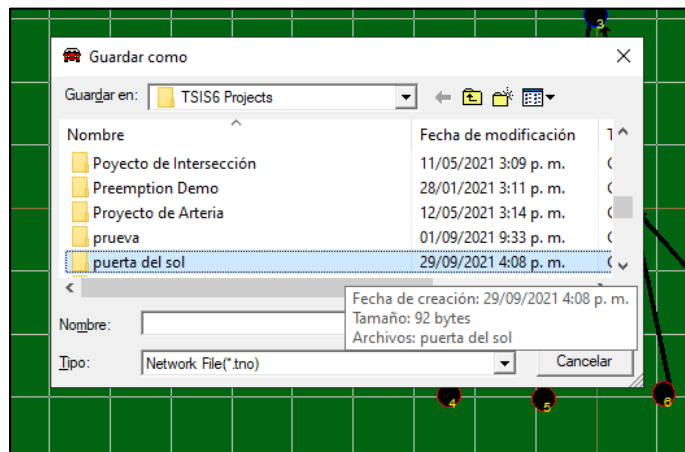 3
Guardar como
Guardar en: TSIS6 Projects
Nombre Fecha de modificación
Poyecto de Intersección 11/05/2021 3:09 p. m.
Preemption Demo 28/01/2021 3:11 p. m.
Proyecto de Arteria 12/05/2021 3:14 p. m.
prueva 01/09/2021 9:33 p. m.
puerta del sol 29/09/2021 4:08 p. m.
Fecha de creación: 29/09/2021 4:08 p. m.
Tamaño: 92 bytes
Archivos: puerta del sol
Nombre:
Tipo: Network File(*.tno) Cancelar
4 5 6